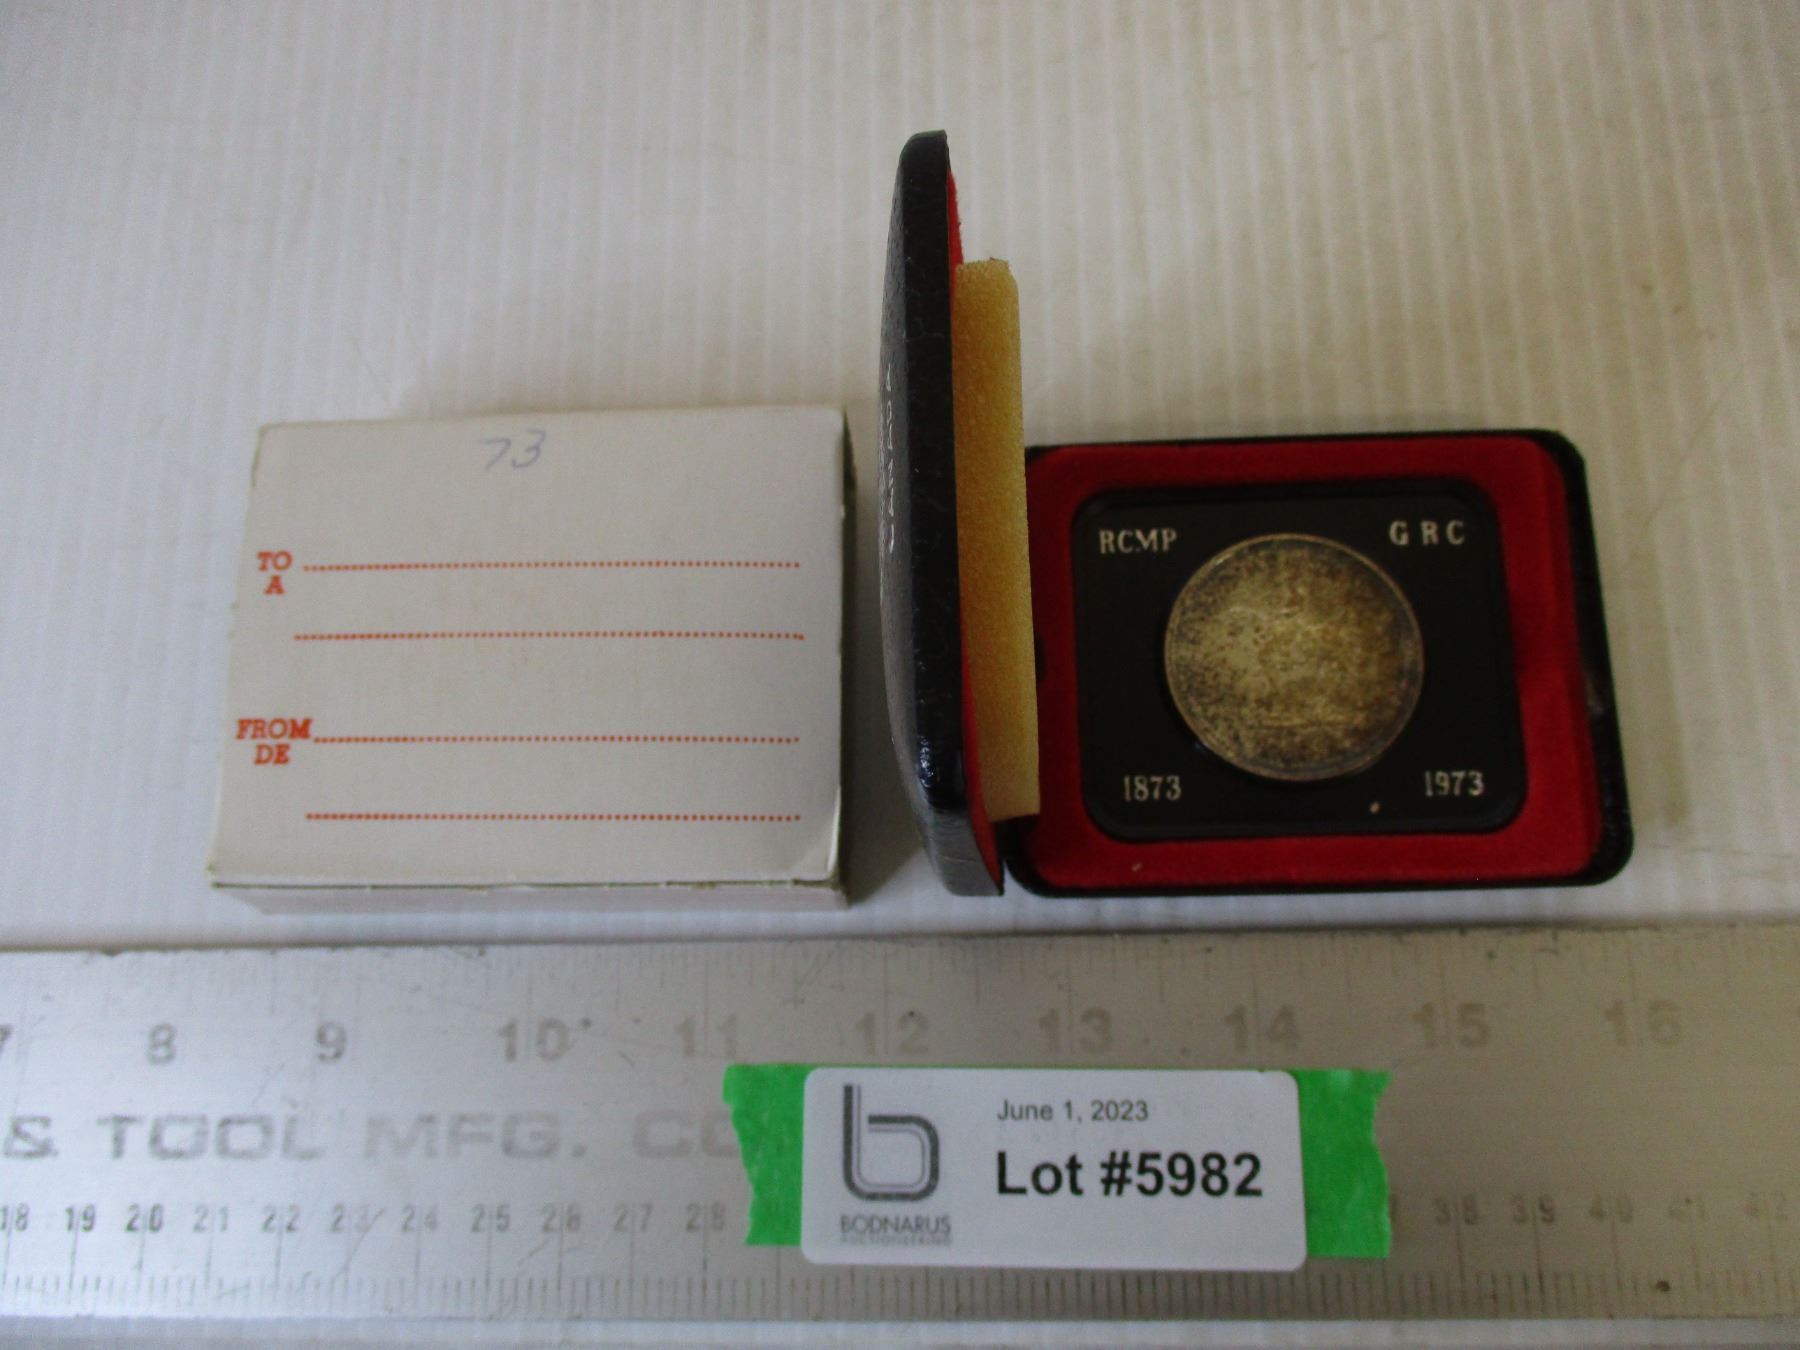 73
TO
A
FROM
DE
CANADA
RCMP GRC
1873 1973
7 8 9 10 11 12 13 14 15 16
& TOOL MFG. CO
18 19 20 21 22 23 24 25 26 27 28 38 39 40 41 42
June 1, 2023
Lot #5982
BODNARUS
AUCTIONEERING